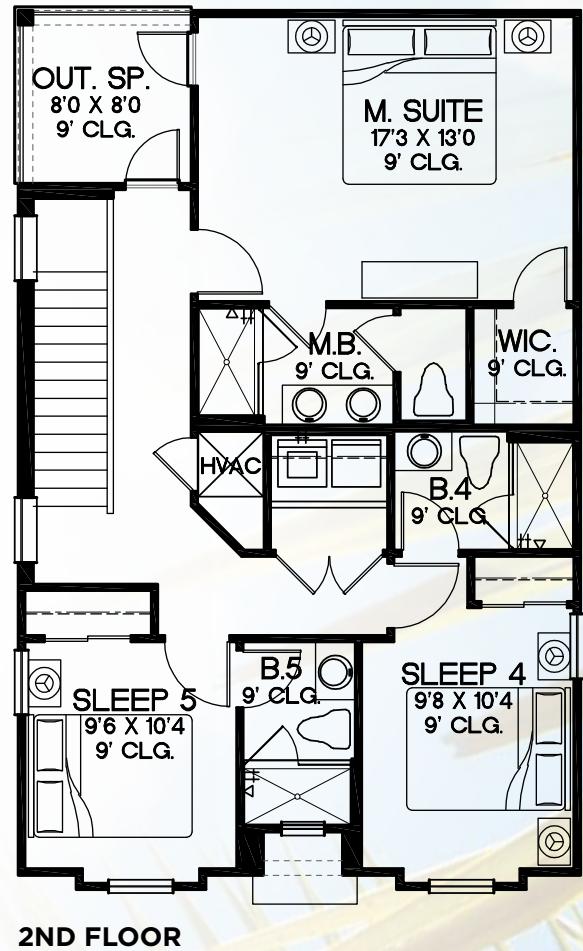 OUT. SP.
8'0 X 8'0
9' CLG.
M. SUITE
17'3 X 13'0
9' CLG.
M.B.
9' CLG.
WIC.
9' CLG.
HVAC
B.4
9' CLG
B.5
9' CLG.
SLEEP 5
9'6 X 10'4
9' CLG.
SLEEP 4
9'8 X 10'4
9' CLG.
2ND FLOOR